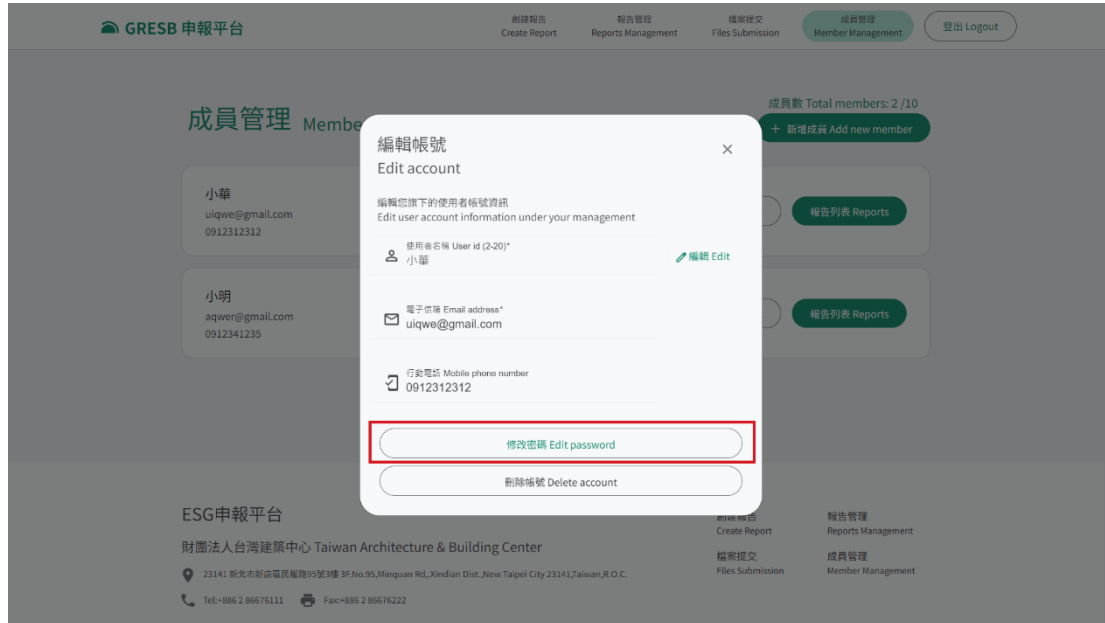 GRESB 申報平台
創建報告
Create Report
報告管理
Reports Management
檔案提交
Files Submission
成員管理
Member Management
登出 Logout
成員管理 Membe
成員數 Total members: 2 /10
+ 新增成員 Add new member
小華
uiqwe@gmail.com
0912312312
報告列表 Reports
小明
aqwer@gmail.com
0912341235
報告列表 Reports
編輯帳號
Edit account
編輯您旗下的使用者帳號資訊
Edit user account information under your management
使用者名稱 User id (2-20)*
小華
編輯 Edit
電子信箱 Email address*
uiqwe@gmail.com
行動電話 Mobile phone number
0912312312
修改密碼 Edit password
刪除帳號 Delete account
ESG申報平台
財團法人台灣建築中心 Taiwan Architecture & Building Center
23141 新北市新店區民權路95號3樓 3F.No.95,Minquan Rd,.Xindian Dist.,New Taipei City 23141,Taiwan,R.O.C.
Tel:+886 2 86676111
Fax:+886 2 86676222
創建報告
Create Report
報告管理
Reports Management
檔案提交
Files Submission
成員管理
Member Management